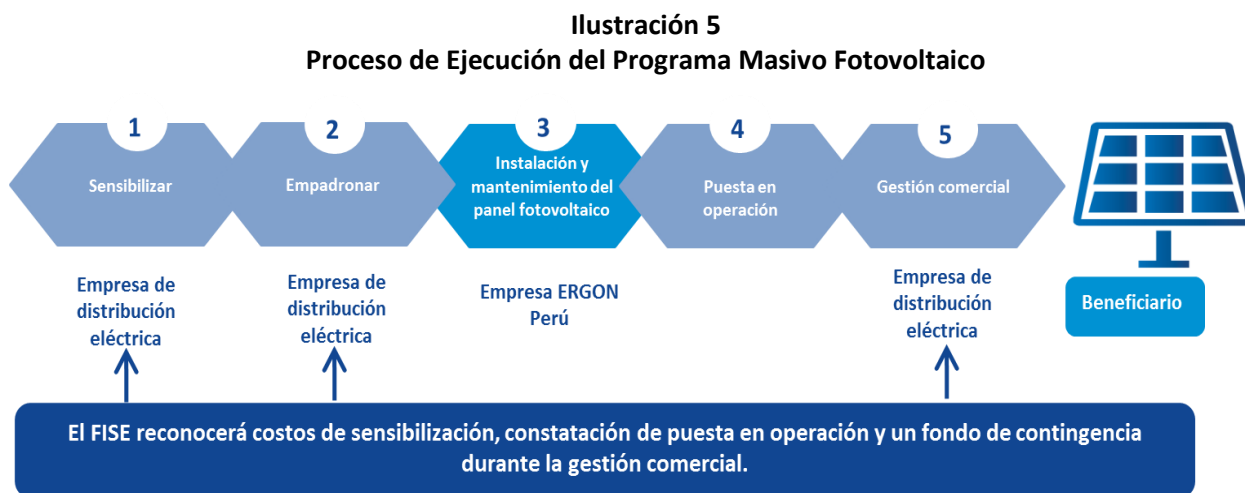 Ilustración 5
Proceso de Ejecución del Programa Masivo Fotovoltaico
1
Sensibilizar
2
Empadronar
3
Instalación y
mantenimiento del
panel fotovoltaico
4
Puesta en
operación
5
Gestión comercial
Empresa de
distribución
eléctrica
Empresa de
distribución
eléctrica
Empresa ERGON
Perú
Empresa de
distribución
eléctrica
Beneficiario
El FISE reconocerá costos de sensibilización, constatación de puesta en operación y un fondo de contingencia
durante la gestión comercial.